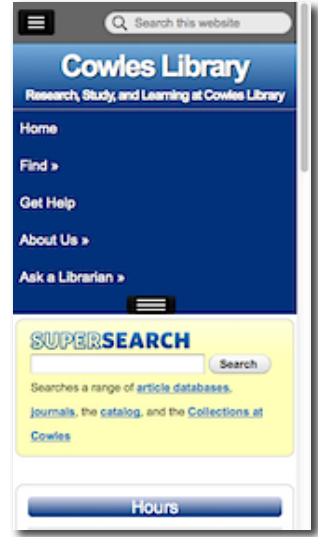 Search this website
Cowles Library
Research, Study, and Learning at Cowles Library
Home
Find »
Get Help
About Us »
Ask a Librarian »
SUPERSEARCH
Search
Searches a range of article databases,
journals, the catalog, and the Collections at
Cowles
Hours